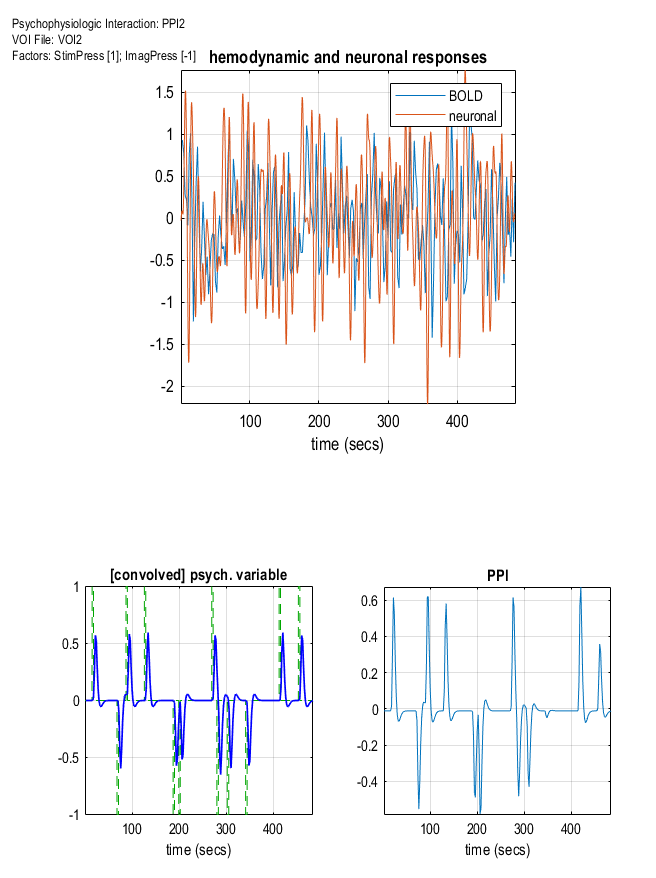 Psychophysiologic Interaction: PPI2
VOI File: VOI2
Factors: StimPress [1]; ImagPress [-1]
hemodynamic and neuronal responses
BOLD
neuronal
1.5
1
0.5
0
-0.5
-1
-1.5
-2
100 200 300 400
time (secs)
[convolved] psych. variable
1
0.5
0
-0.5
-1
100 200 300 400
time (secs)
PPI
0.6
0.4
0.2
0
-0.2
-0.4
100 200 300 400
time (secs)